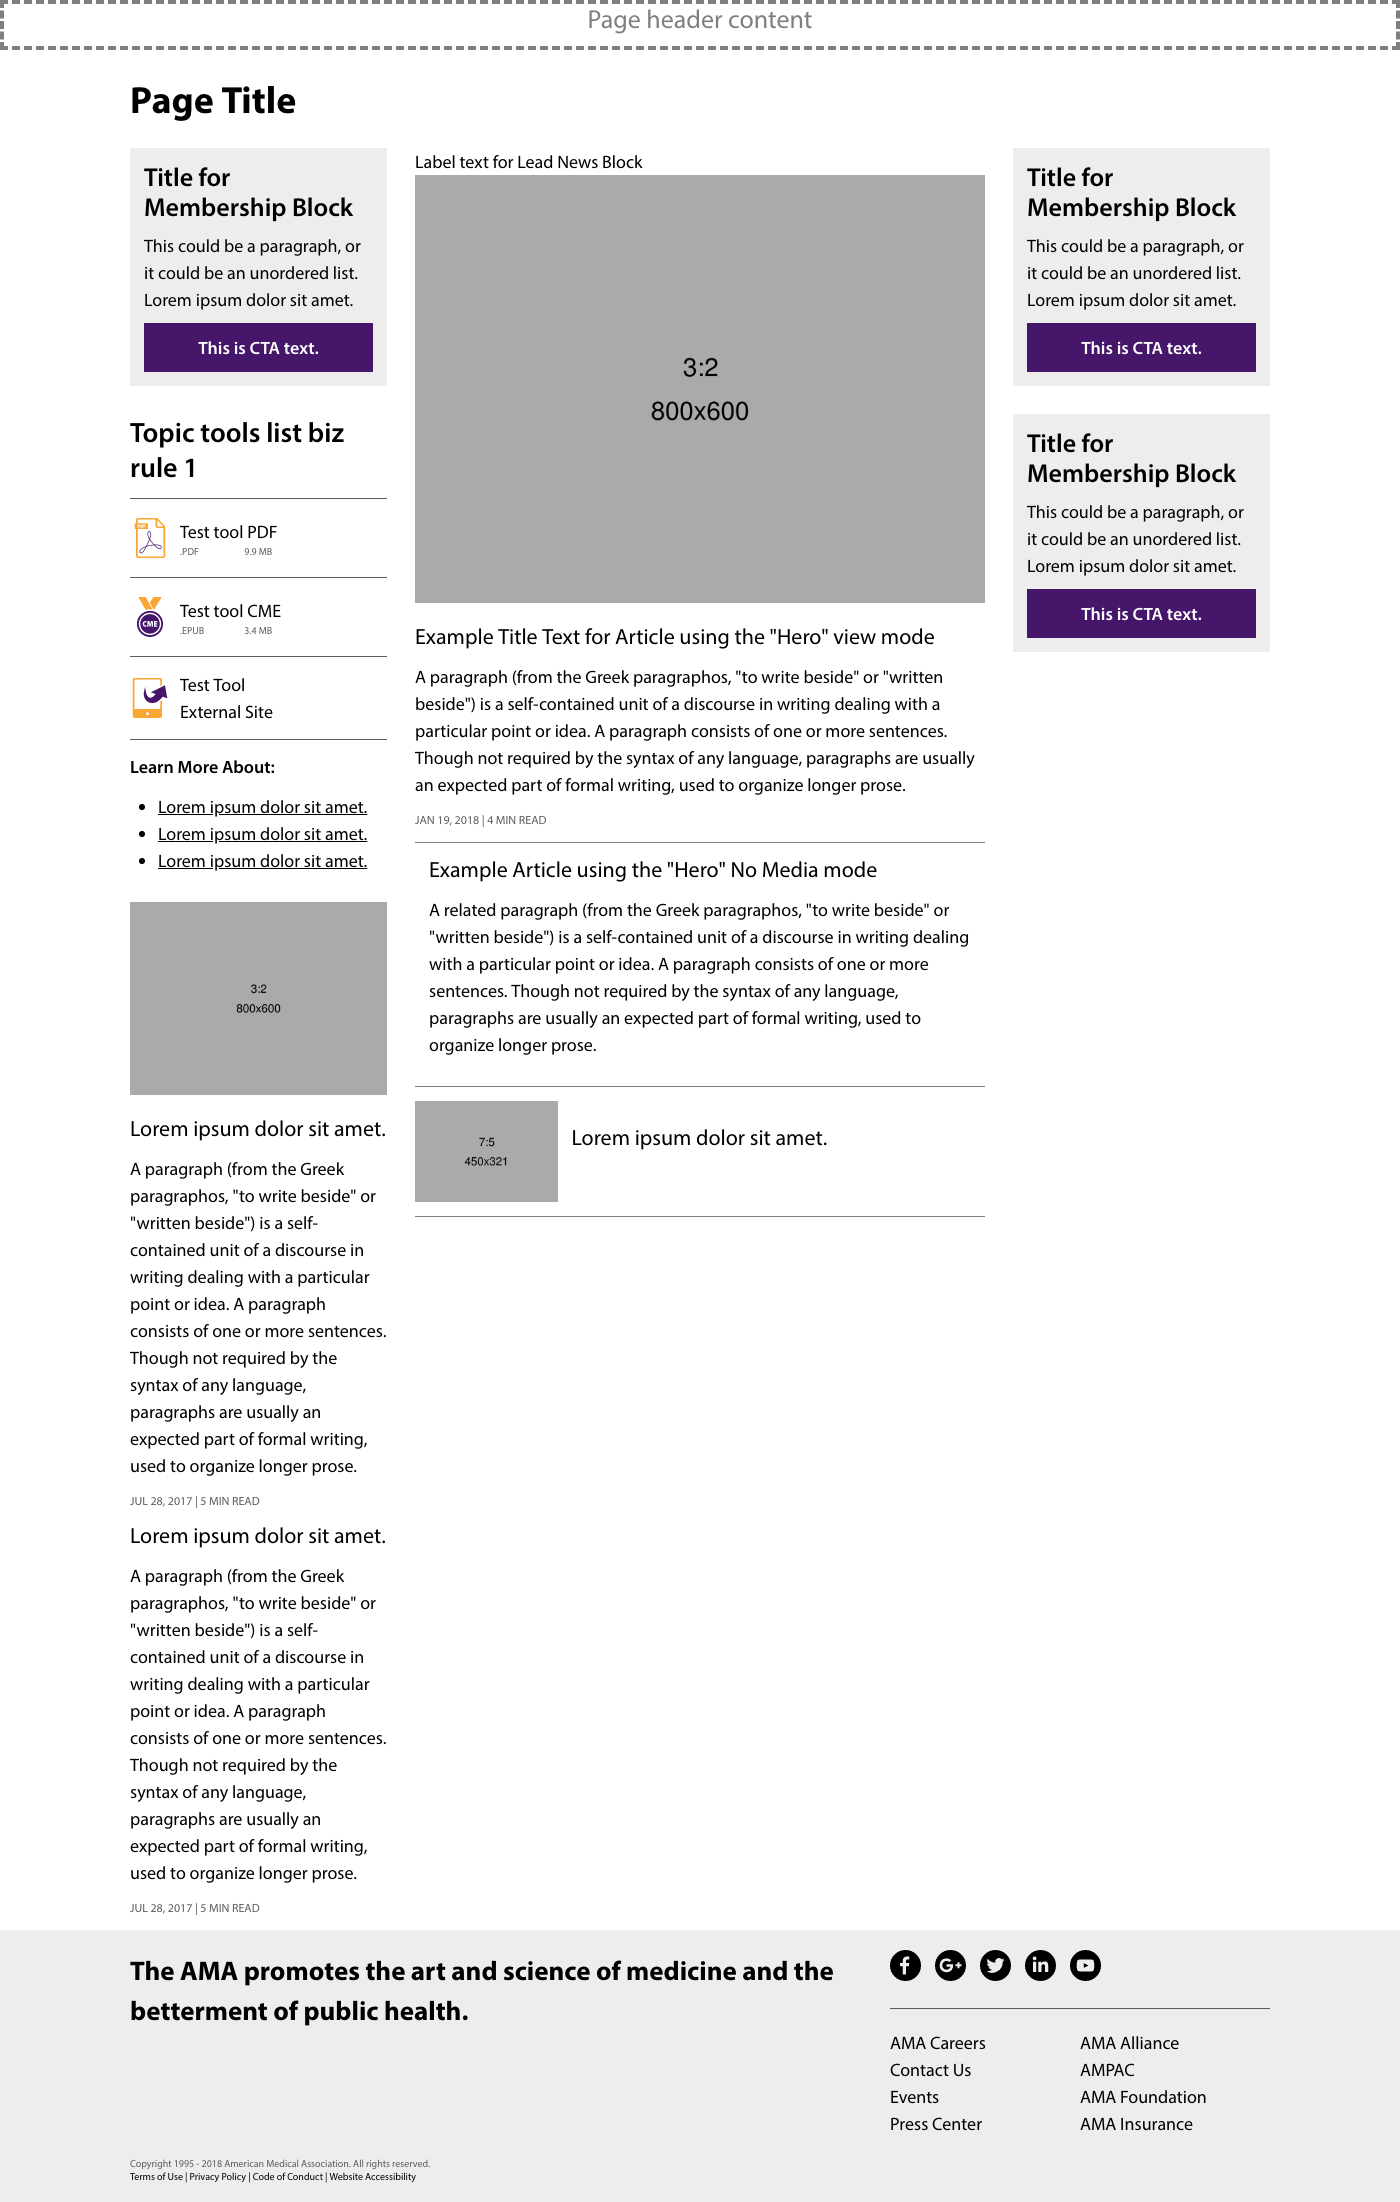 Page header content
Page Title
Title for
Membership Block
This could be a paragraph, or
it could be an unordered list.
Lorem ipsum dolor sit amet.
This is CTA text.
Topic tools list biz
rule 1
PDF
Test tool PDF
.PDF 9.9 MB
CME
Test tool CME
.EPUB 3.4 MB
Test Tool
External Site
Learn More About:
Lorem ipsum dolor sit amet.
Lorem ipsum dolor sit amet.
Lorem ipsum dolor sit amet.
3:2
800x600
Lorem ipsum dolor sit amet.
A paragraph (from the Greek
paragraphos, "to write beside" or
"written beside") is a self-
contained unit of a discourse in
writing dealing with a particular
point or idea. A paragraph
consists of one or more sentences.
Though not required by the
syntax of any language,
paragraphs are usually an
expected part of formal writing,
used to organize longer prose.
JUL 28, 2017 | 5 MIN READ
Lorem ipsum dolor sit amet.
A paragraph (from the Greek
paragraphos, "to write beside" or
"written beside") is a self-
contained unit of a discourse in
writing dealing with a particular
point or idea. A paragraph
consists of one or more sentences.
Though not required by the
syntax of any language,
paragraphs are usually an
expected part of formal writing,
used to organize longer prose.
JUL 28, 2017 | 5 MIN READ
Label text for Lead News Block
3:2
800x600
Example Title Text for Article using the "Hero" view mode
A paragraph (from the Greek paragraphos, "to write beside" or "written
beside") is a self-contained unit of a discourse in writing dealing with a
particular point or idea. A paragraph consists of one or more sentences.
Though not required by the syntax of any language, paragraphs are usually
an expected part of formal writing, used to organize longer prose.
JAN 19, 2018 | 4 MIN READ
Example Article using the "Hero" No Media mode
A related paragraph (from the Greek paragraphos, "to write beside" or
"written beside") is a self-contained unit of a discourse in writing dealing
with a particular point or idea. A paragraph consists of one or more
sentences. Though not required by the syntax of any language,
paragraphs are usually an expected part of formal writing, used to
organize longer prose.
7:5
450x321
Lorem ipsum dolor sit amet.
Title for
Membership Block
This could be a paragraph, or
it could be an unordered list.
Lorem ipsum dolor sit amet.
This is CTA text.
Title for
Membership Block
This could be a paragraph, or
it could be an unordered list.
Lorem ipsum dolor sit amet.
This is CTA text.
The AMA promotes the art and science of medicine and the
betterment of public health.
AMA Careers
Contact Us
Events
Press Center
AMA Alliance
AMPAC
AMA Foundation
AMA Insurance
Copyright 1995 - 2018 American Medical Association. All rights reserved.
Terms of Use | Privacy Policy | Code of Conduct | Website Accessibility